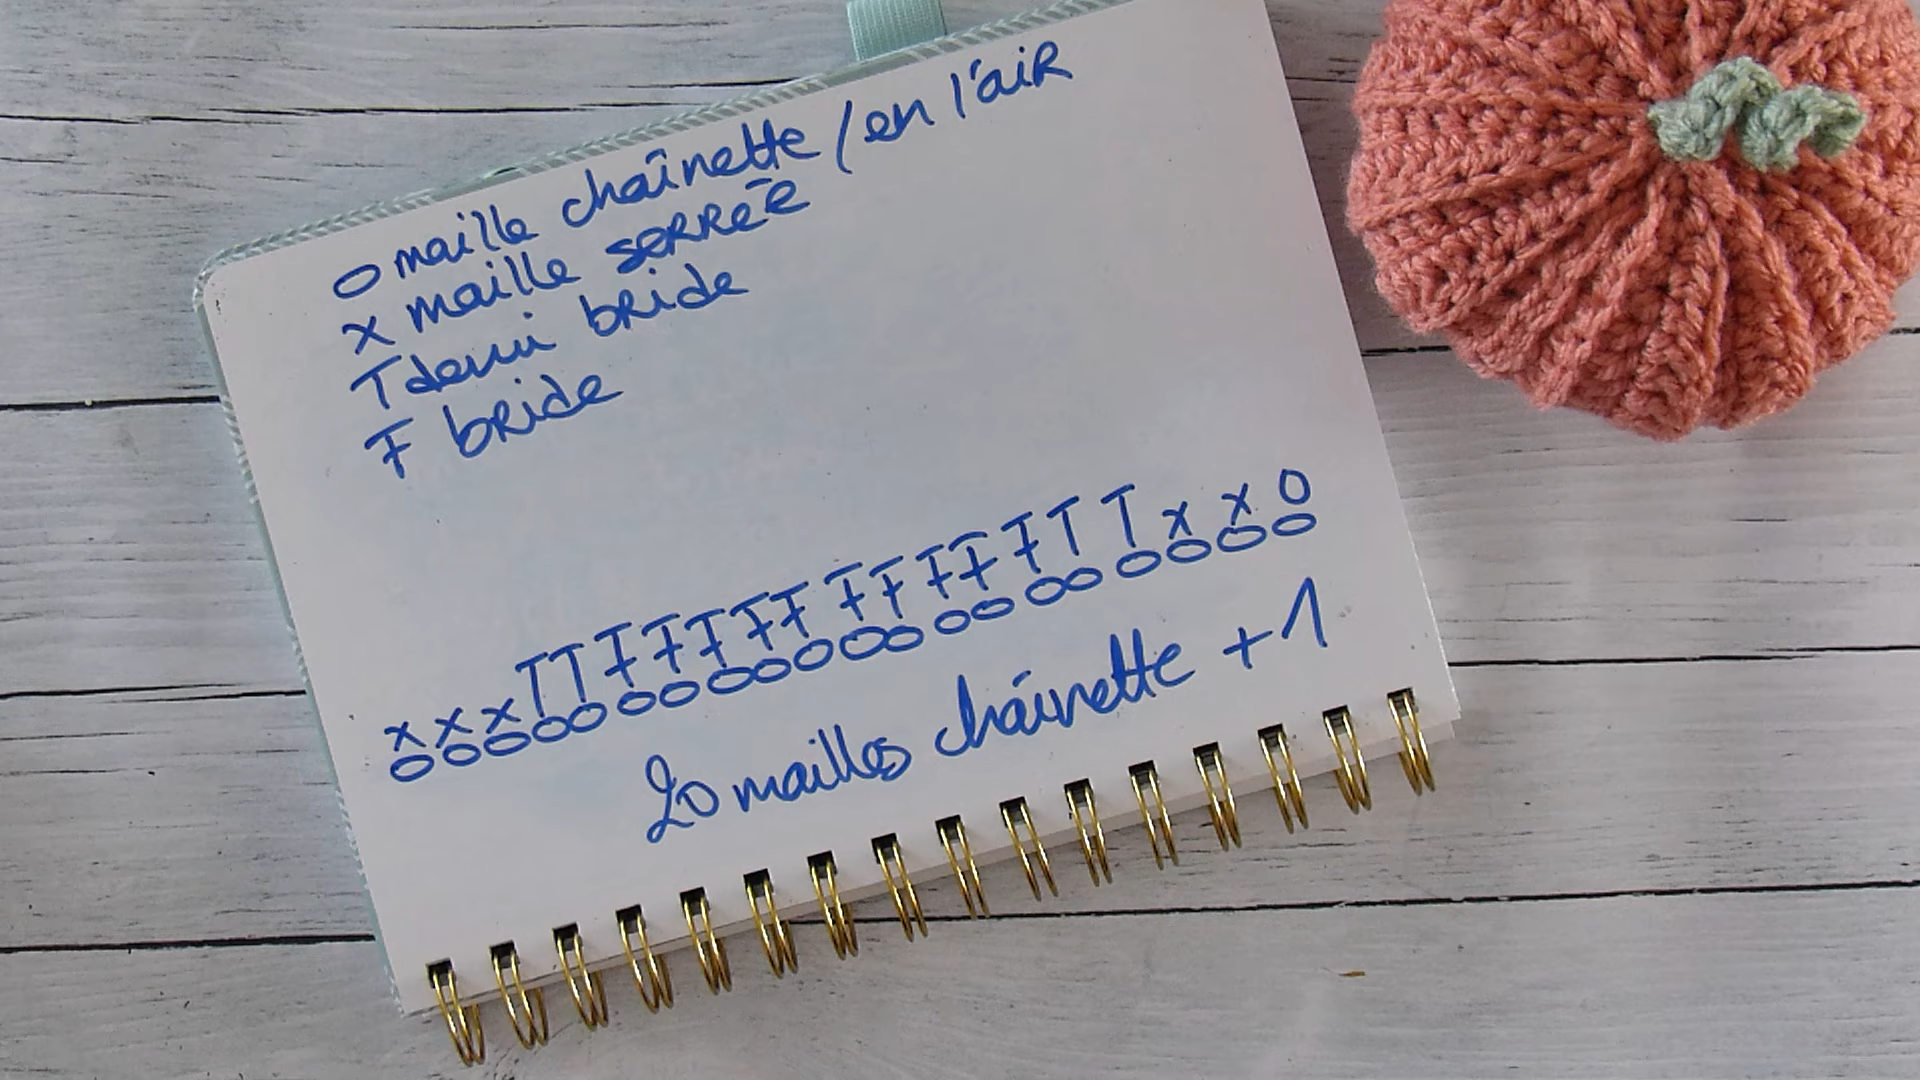 O maille chaînette / en l'air
x maille serrée
T demi bride
F bride
x x x T T F F F F F F F F F F T T x x O
O O O O O O O O O O O O O O O O O O O O
20 mailles chaînette + 1